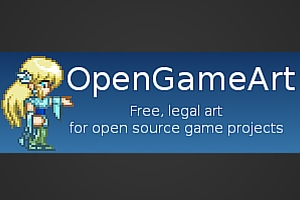 OpenGameArt
Free, legal art
for open source game projects